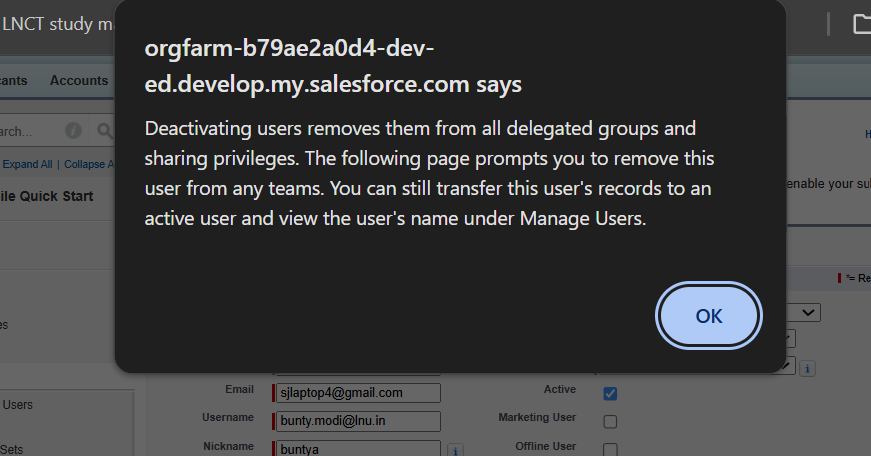 LNCT study m
orgfarm-b79ae2a0d4-dev-
ed.develop.my.salesforce.com says
Deactivating users removes them from all delegated groups and
sharing privileges. The following page prompts you to remove this
user from any teams. You can still transfer this user's records to an
active user and view the user's name under Manage Users.
OK
ants Accounts
arch...
Expand All | Collapse A
ile Quick Start
enable your su
*= Re
es
Users
Sets
Email sjlaptop4@gmail.com Active
Username bunty.modi@lnu.in Marketing User
Nickname buntya Offline User